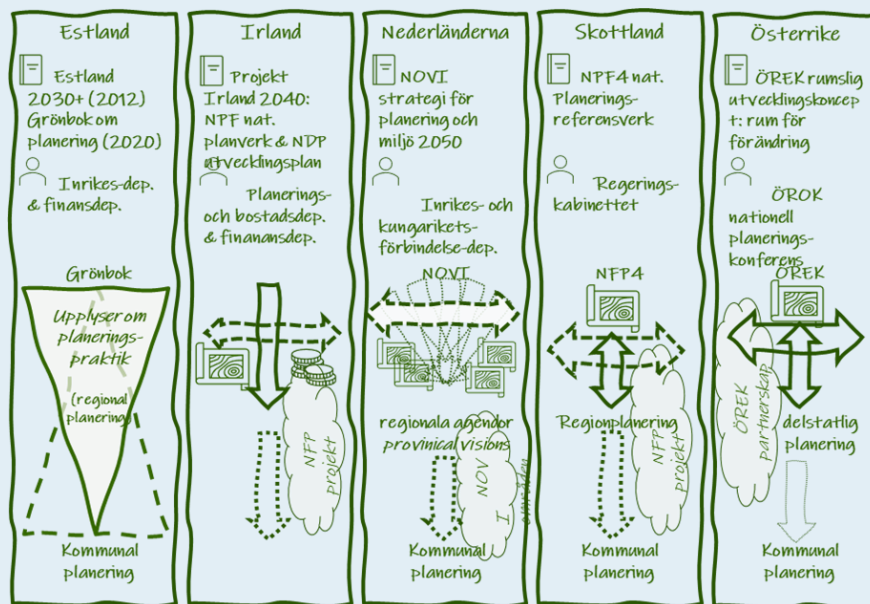 Estland
Estland
2030+ (2012)
Grönbok om
planering (2020)
Inrikes-dep.
& finansdep.
Grönbok
Upplyser om
planerings-
praktik
(regional
planering)
Kommunal
planering
Irland
Projekt
Irland 2040:
NPF nat.
planverk & NDP
utvecklingsplan
Planerings-
och bostadsdep.
& finanansdep.
NFP
projekt
Nederländerna
NOVI
strategi för
planering och
miljö 2050
Inrikes- och
kungarikets-
förbindelse-dep.
NOVI
regionala agendor
provinical visions
NOV
I
områden
Kommunal
planering
Skottland
NPF4 nat.
Planerings-
referensverk
Regerings-
kabinettet
NFP4
Regionplanering
NFP
projekt
Kommunal
planering
Österrike
ÖREK rumslig
utvecklingskoncep
t: rum för
förändring
ÖROK
nationell
planerings-
konferens
ÖREK
ÖREK
partnerskap
delstatlig
planering
Kommunal
planering